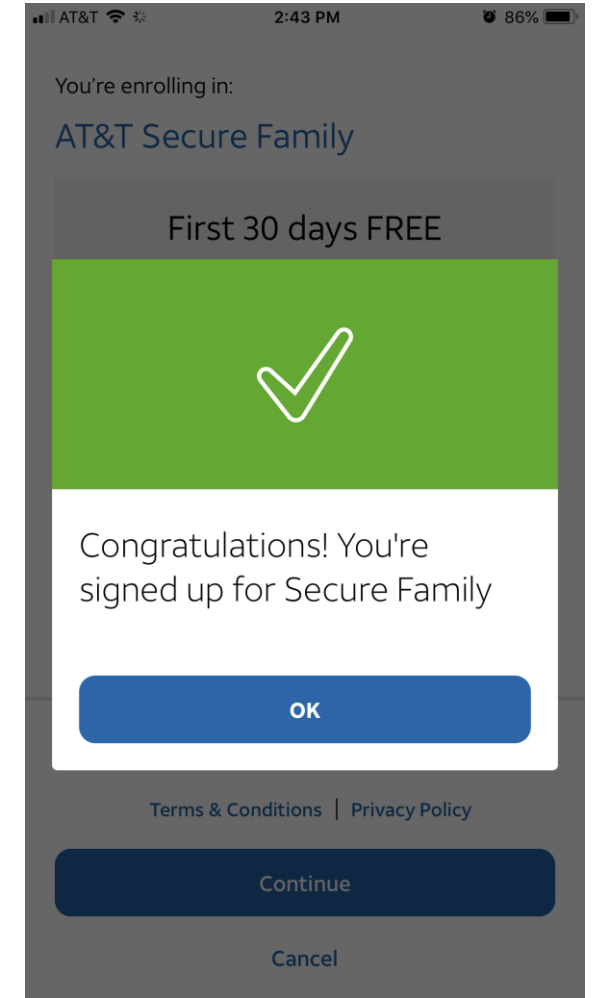 AT&T 2:43 PM 86%
You're enrolling in:
AT&T Secure Family
First 30 days FREE
Congratulations! You're
signed up for Secure Family
OK
Terms & Conditions | Privacy Policy
Continue
Cancel